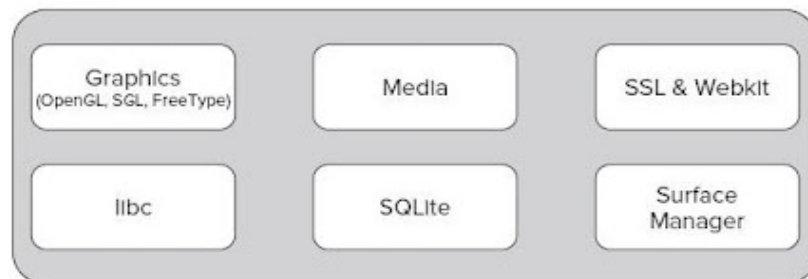 Graphics
(OpenGL, SGL, FreeType)
Media
SSL & Webkit
libc
SQLite
Surface
Manager